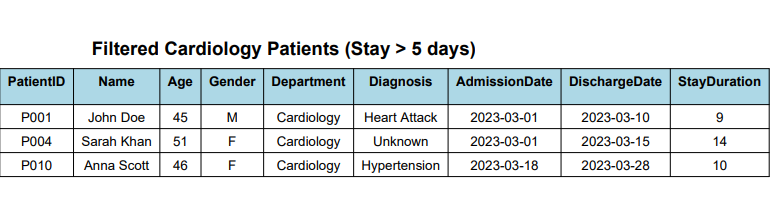 Filtered Cardiology Patients (Stay > 5 days)
PatientID Name Age Gender Department Diagnosis AdmissionDate DischargeDate StayDuration
P001 John Doe 45 M Cardiology Heart Attack 2023-03-01 2023-03-10 9
P004 Sarah Khan 51 F Cardiology Unknown 2023-03-01 2023-03-15 14
P010 Anna Scott 46 F Cardiology Hypertension 2023-03-18 2023-03-28 10